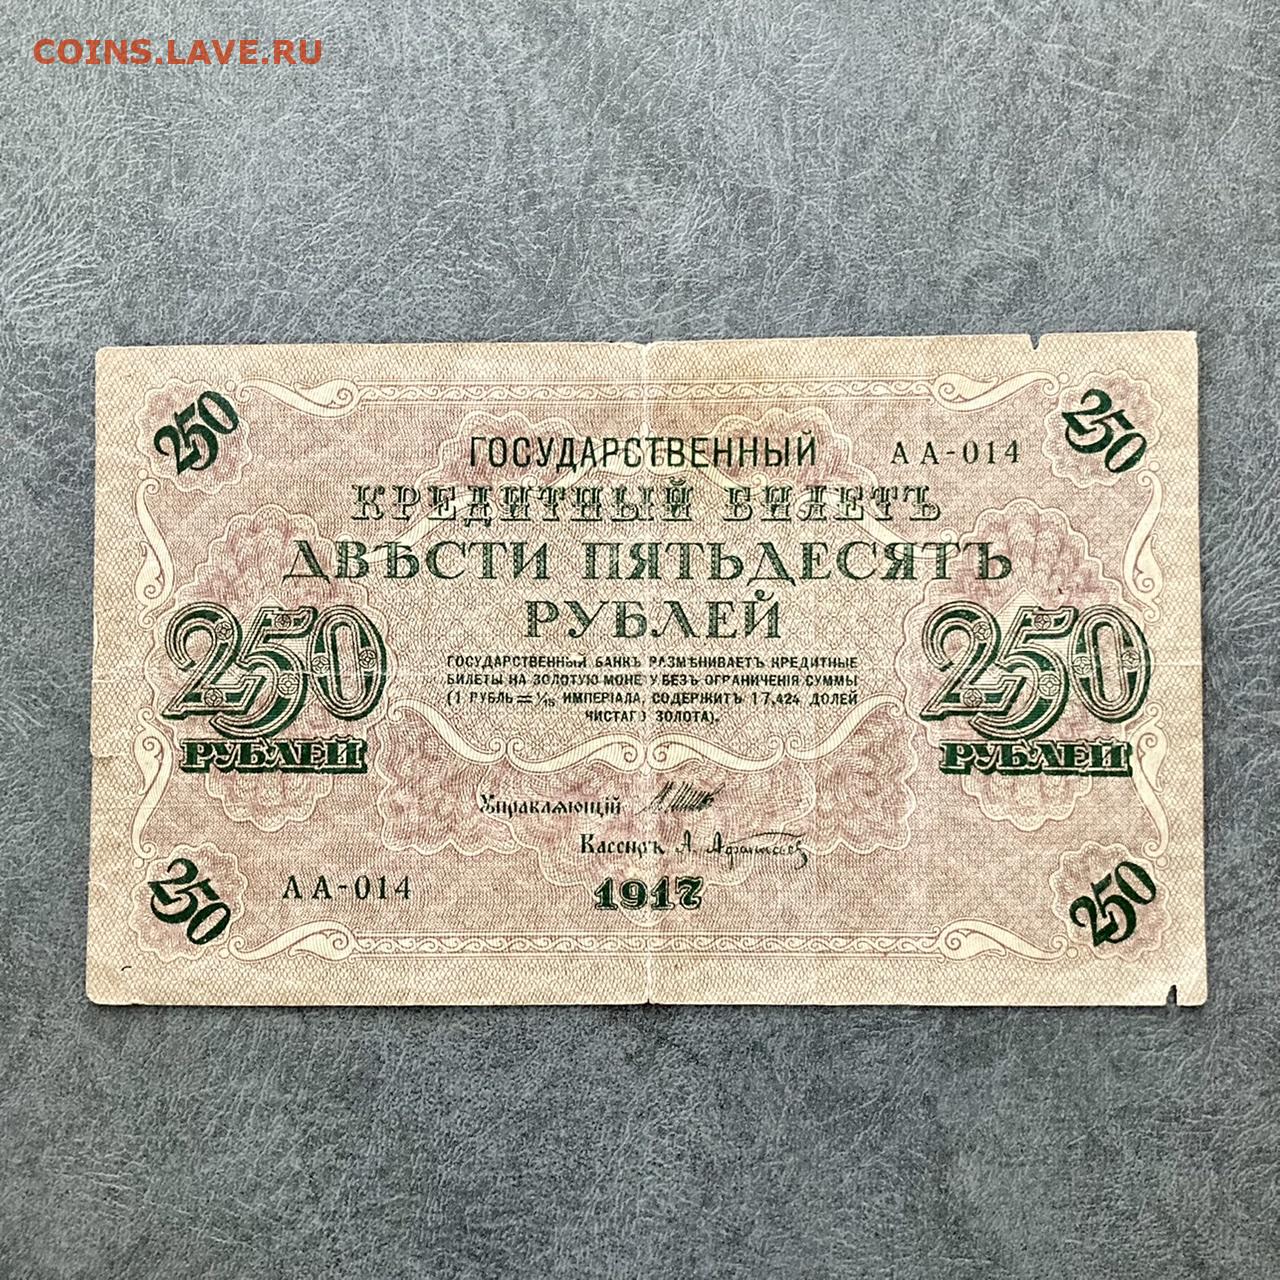 COINS.LAVE.RU
250
250
ГОСУДАРСТВЕННЫЙ АА-014
КРЕДИТНЫЙ БИЛЕТЪ
ДВѢСТИ ПЯТЬДЕСЯТЪ
РУБЛЕЙ
250
РУБЛЕЙ
250
РУБЛЕЙ
ГОСУДАРСТВЕННЫЙ БАНКЪ РАЗМѢНИВАЕТЪ КРЕДИТНЫЕ
БИЛЕТЫ НА ЗОЛОТУЮ МОНЕ У БЕЗЪ ОГРАНИЧЕНІЯ СУММЫ
(1 РУБЛЬ = 1/15 ИМПЕРІАЛА, СОДЕРЖИТЪ 17,424 ДОЛЕЙ
ЧИСТАГО ЗОЛОТА).
Управляющій
Кассиръ А. Афанасьев
АА-014
1917
250
250